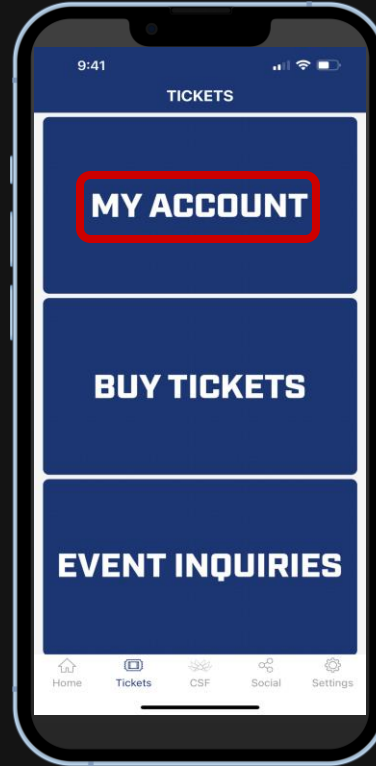 9:41
TICKETS
MY ACCOUNT
BUY TICKETS
EVENT INQUIRIES
Home Tickets CSF Social Settings